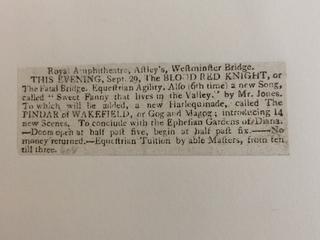 Royal Amphitheatre, Astley's, Westminster Bridge.
THIS EVENING, Sept. 29, The BLOOD RED KNIGHT, or
The Fatal Bridge. Equestrian Agility. Also (6th time) a new Song,
called "Sweet Fanny that lives in the Valley," by Mr. Jones.
To which will be added, a new Harlequinade, called The
PINDAR of WAKEFIELD, or Gog and Magog; introducing 14
new Scenes. To conclude with the Ephesian Gardens of Diana.
—Doors open at half past five, begin at half past six.——No
money returned.—Equestrian Tuition by able Masters, from ten
till three.